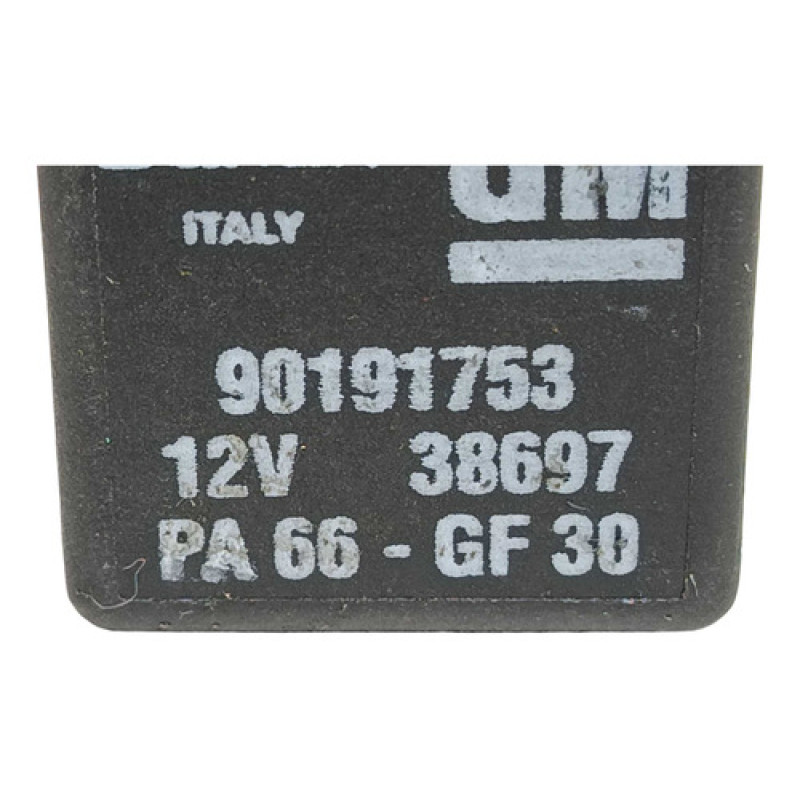 ITALY
GM
90191753
12V 38697
PA 66 - GF 30